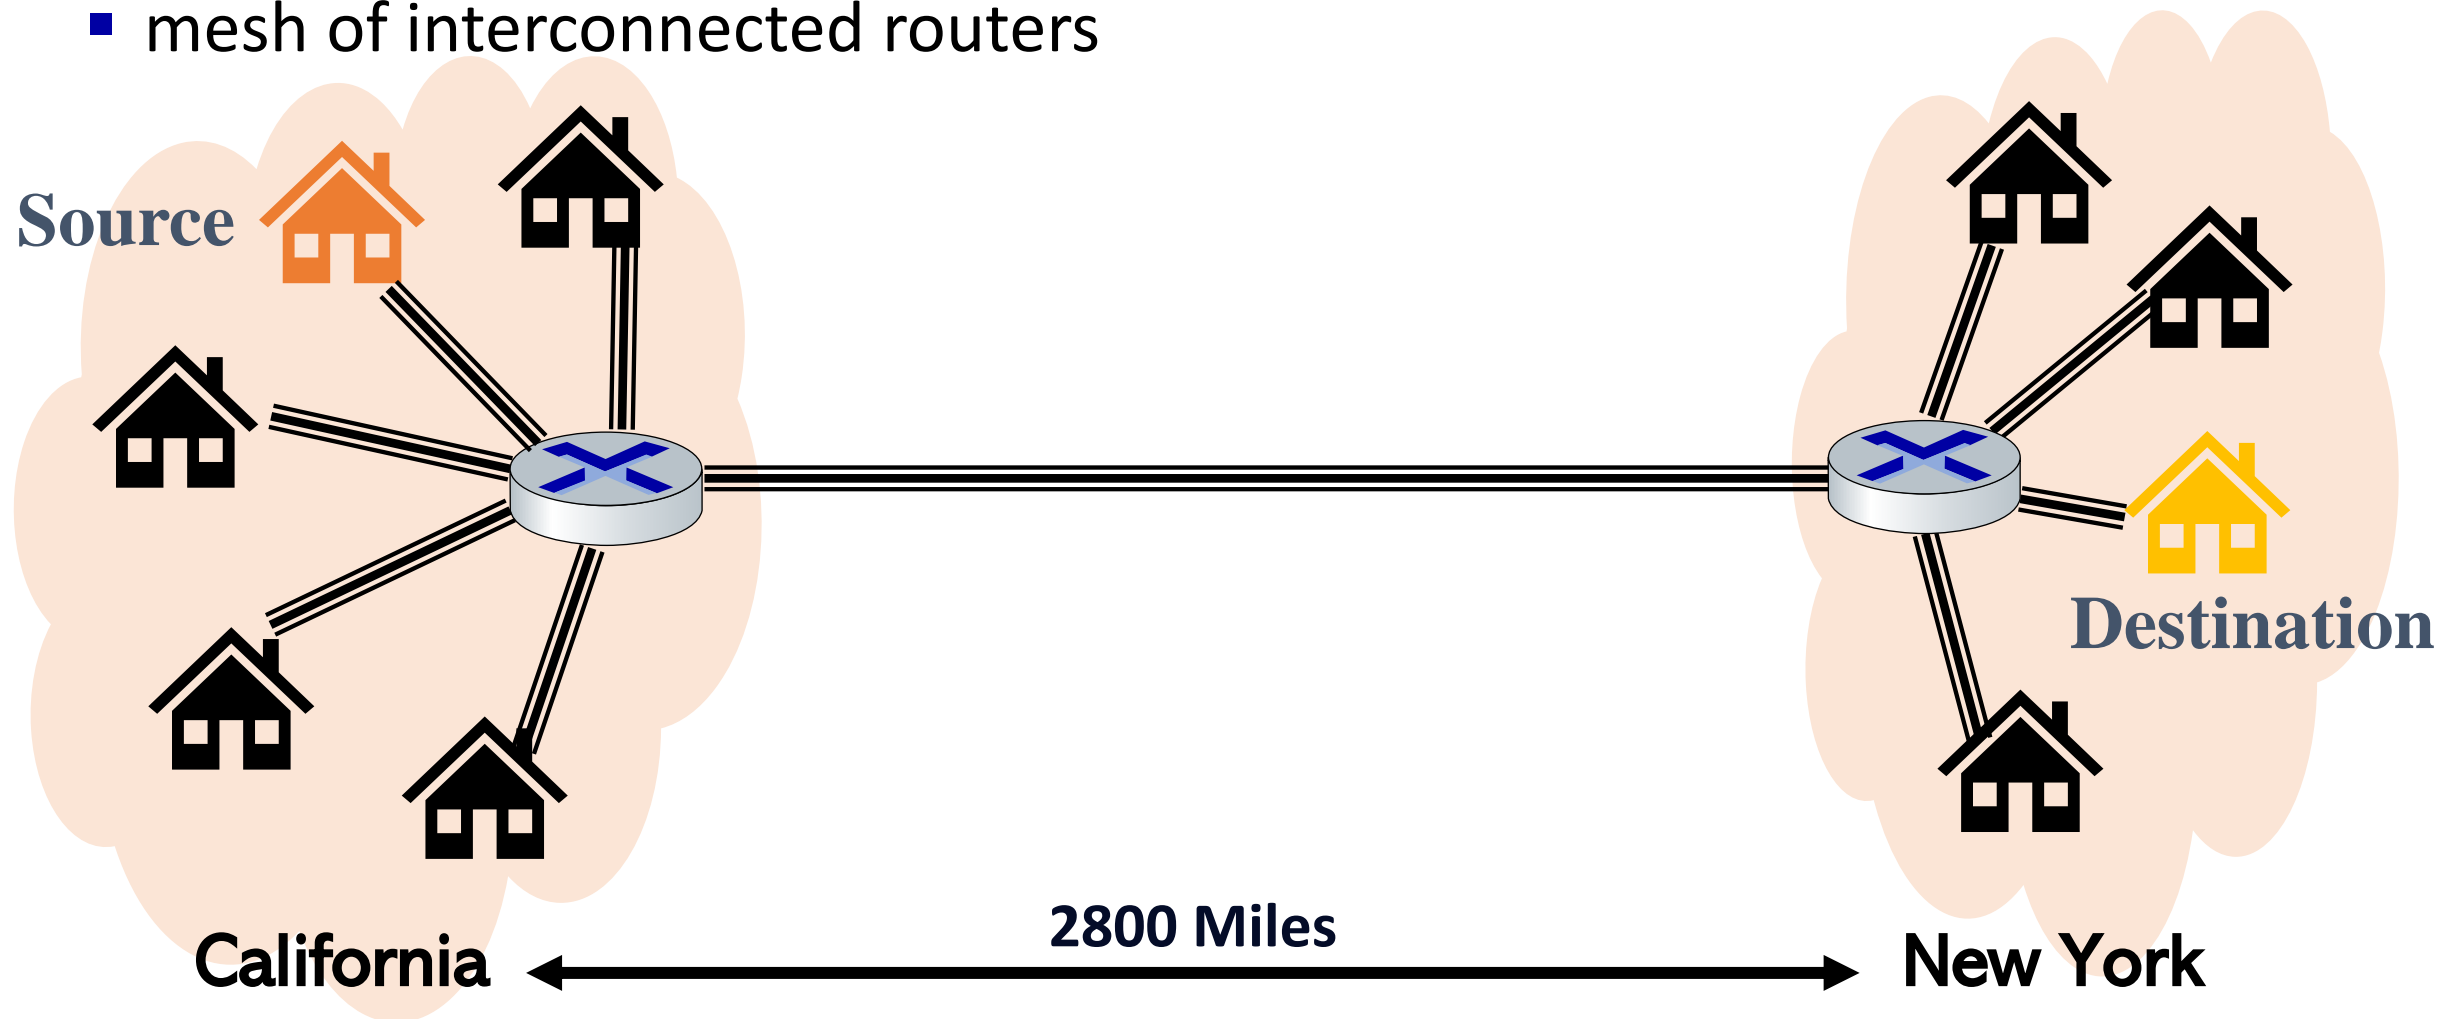 mesh of interconnected routers
Source
Destination
2800 Miles
California
New York